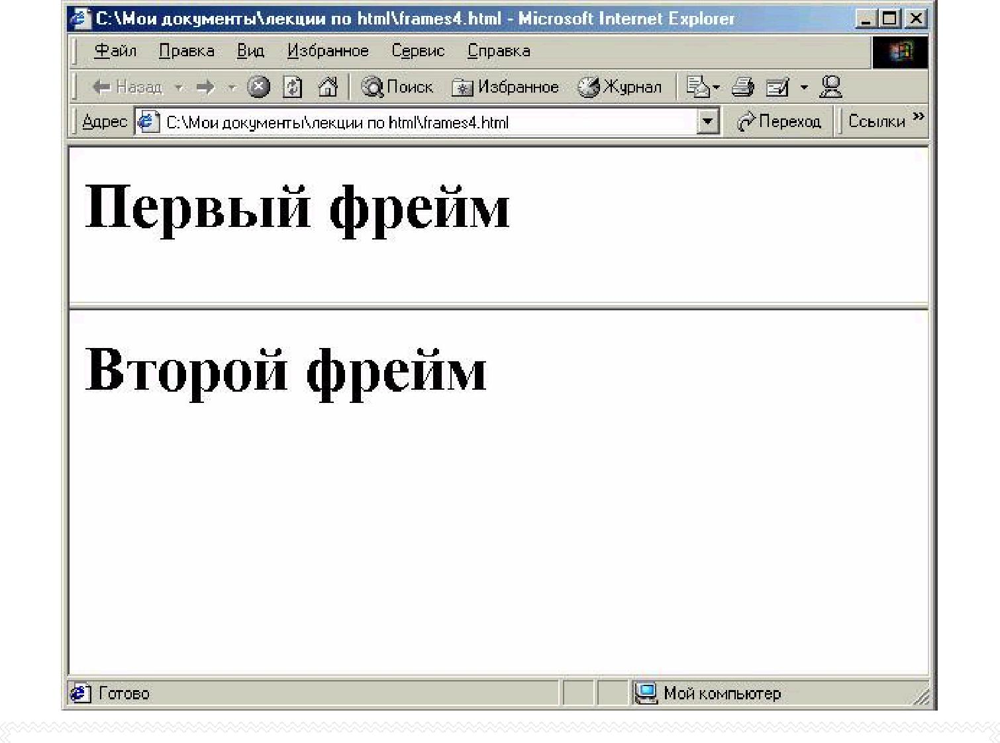 C:\Мои документы\лекции по html\frames4.html - Microsoft Internet Explorer
Файл Правка Вид Избранное Сервис Справка
Назад Поиск Избранное Журнал
Адрес C:\Мои документы\лекции по html\frames4.html Переход Ссылки »
Первый фрейм
Второй фрейм
Готово Мой компьютер